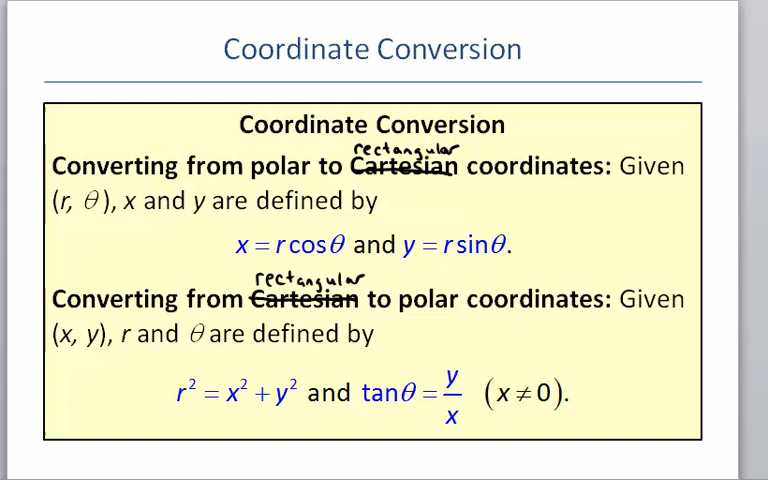 Coordinate Conversion
Coordinate Conversion
rectangular
Converting from polar to Cartesian coordinates: Given
(r, θ), x and y are defined by
x = r cos θ and y = r sin θ.
rectangular
Converting from Cartesian to polar coordinates: Given
(x, y), r and θ are defined by
r² = x² + y² and tan θ = y/x (x ≠ 0).